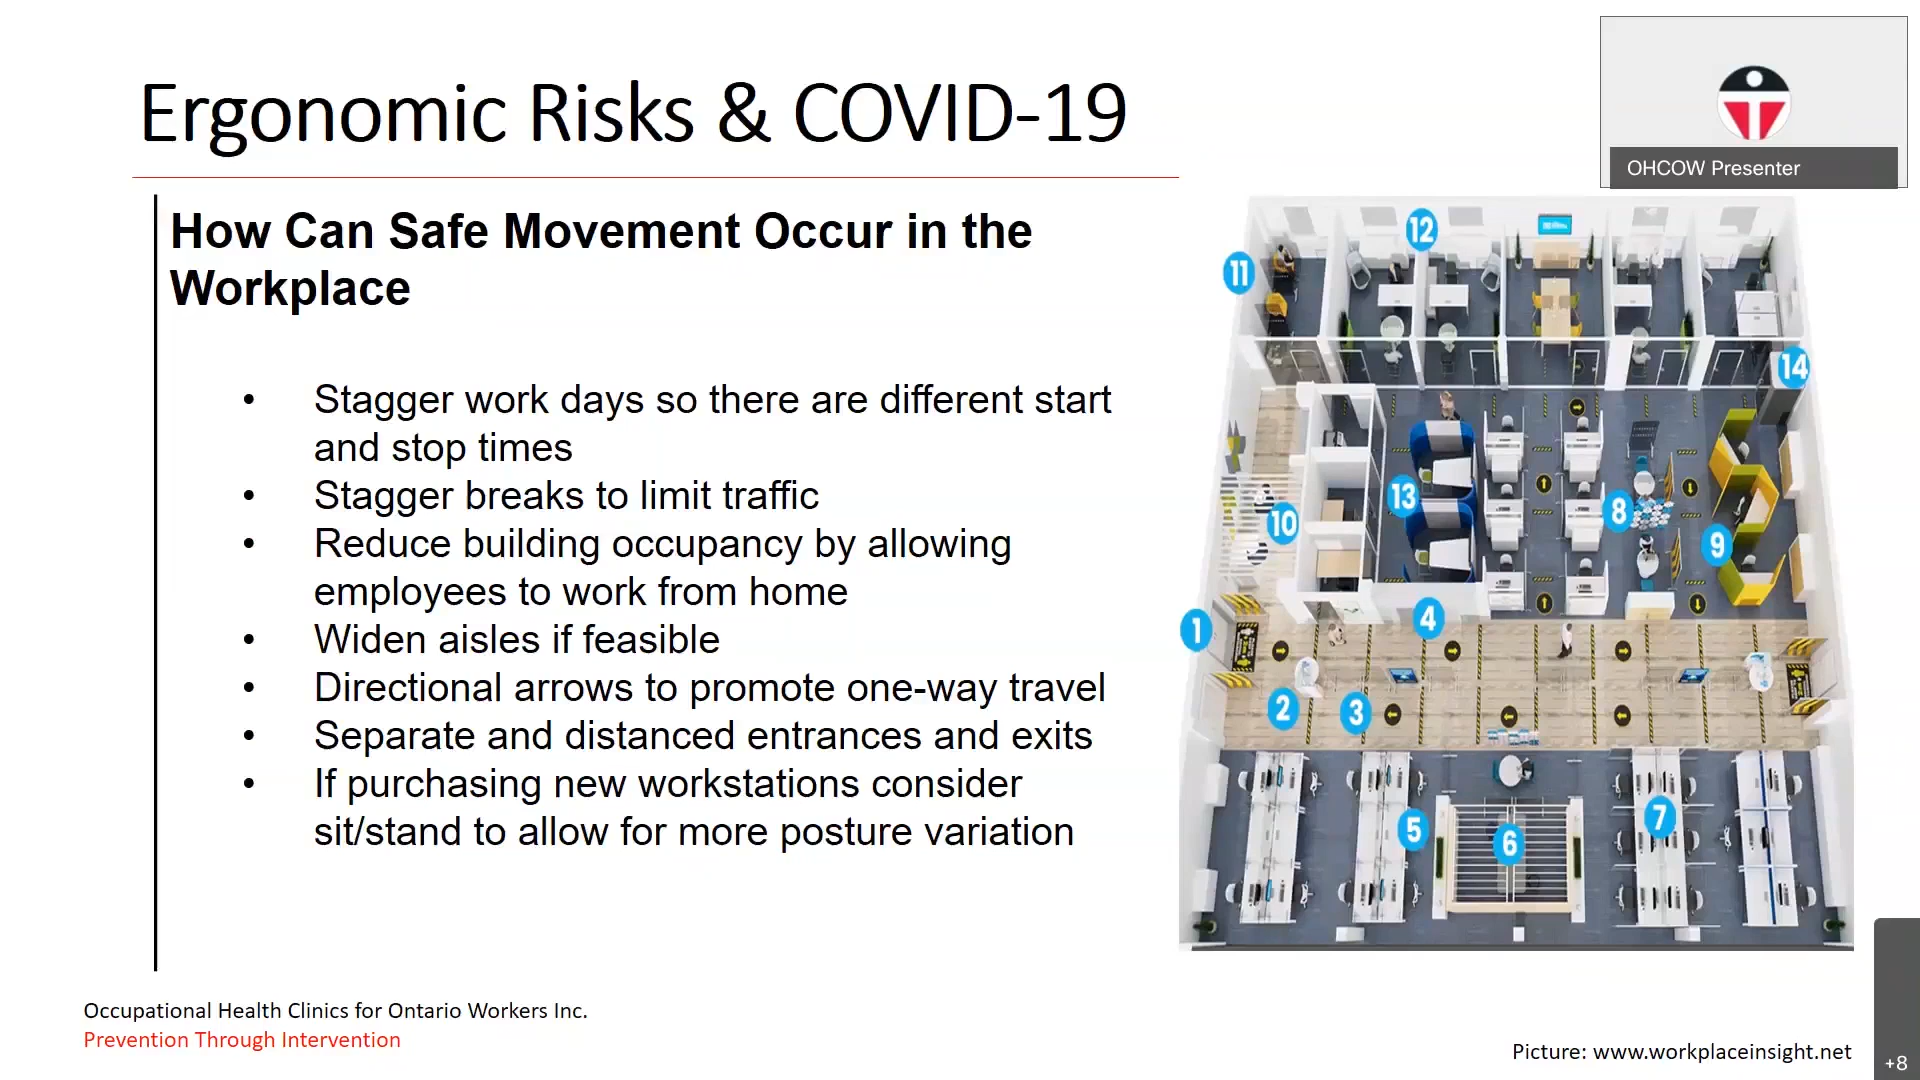 Ergonomic Risks & COVID-19
OHCOW Presenter
How Can Safe Movement Occur in the
Workplace
• Stagger work days so there are different start
and stop times
• Stagger breaks to limit traffic
• Reduce building occupancy by allowing
employees to work from home
• Widen aisles if feasible
• Directional arrows to promote one-way travel
• Separate and distanced entrances and exits
• If purchasing new workstations consider
sit/stand to allow for more posture variation
12
11
14
13
8
10
9
4
1
2
3
7
5
6
Occupational Health Clinics for Ontario Workers Inc.
Prevention Through Intervention
Picture: www.workplaceinsight.net
+8